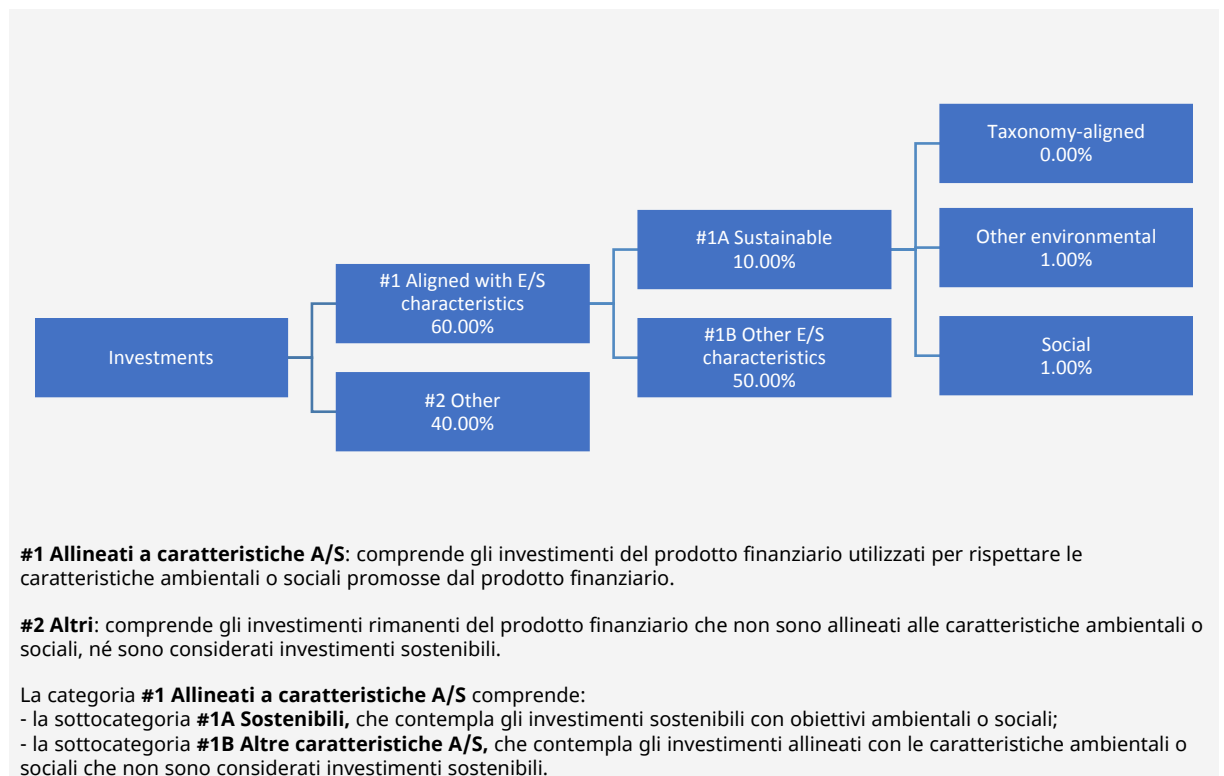 Investments
#1 Aligned with E/S
characteristics
60.00%
#2 Other
40.00%
#1A Sustainable
10.00%
#1B Other E/S
characteristics
50.00%
Taxonomy-aligned
0.00%
Other environmental
1.00%
Social
1.00%
#1 Allineati a caratteristiche A/S: comprende gli investimenti del prodotto finanziario utilizzati per rispettare le
caratteristiche ambientali o sociali promosse dal prodotto finanziario.
#2 Altri: comprende gli investimenti rimanenti del prodotto finanziario che non sono allineati alle caratteristiche ambientali o
sociali, né sono considerati investimenti sostenibili.
La categoria #1 Allineati a caratteristiche A/S comprende:
- la sottocategoria #1A Sostenibili, che contempla gli investimenti sostenibili con obiettivi ambientali o sociali;
- la sottocategoria #1B Altre caratteristiche A/S, che contempla gli investimenti allineati con le caratteristiche ambientali o
sociali che non sono considerati investimenti sostenibili.